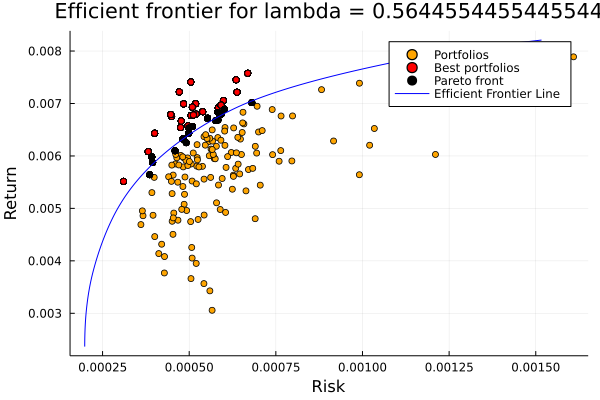 Efficient frontier for lambda = 0.5644554455445544
0.008
0.007
0.006
0.005
0.004
0.003
Return
Portfolios
Best portfolios
Pareto front
Efficient Frontier Line
0.00025
0.00050
0.00075
0.00100
0.00125
0.00150
Risk